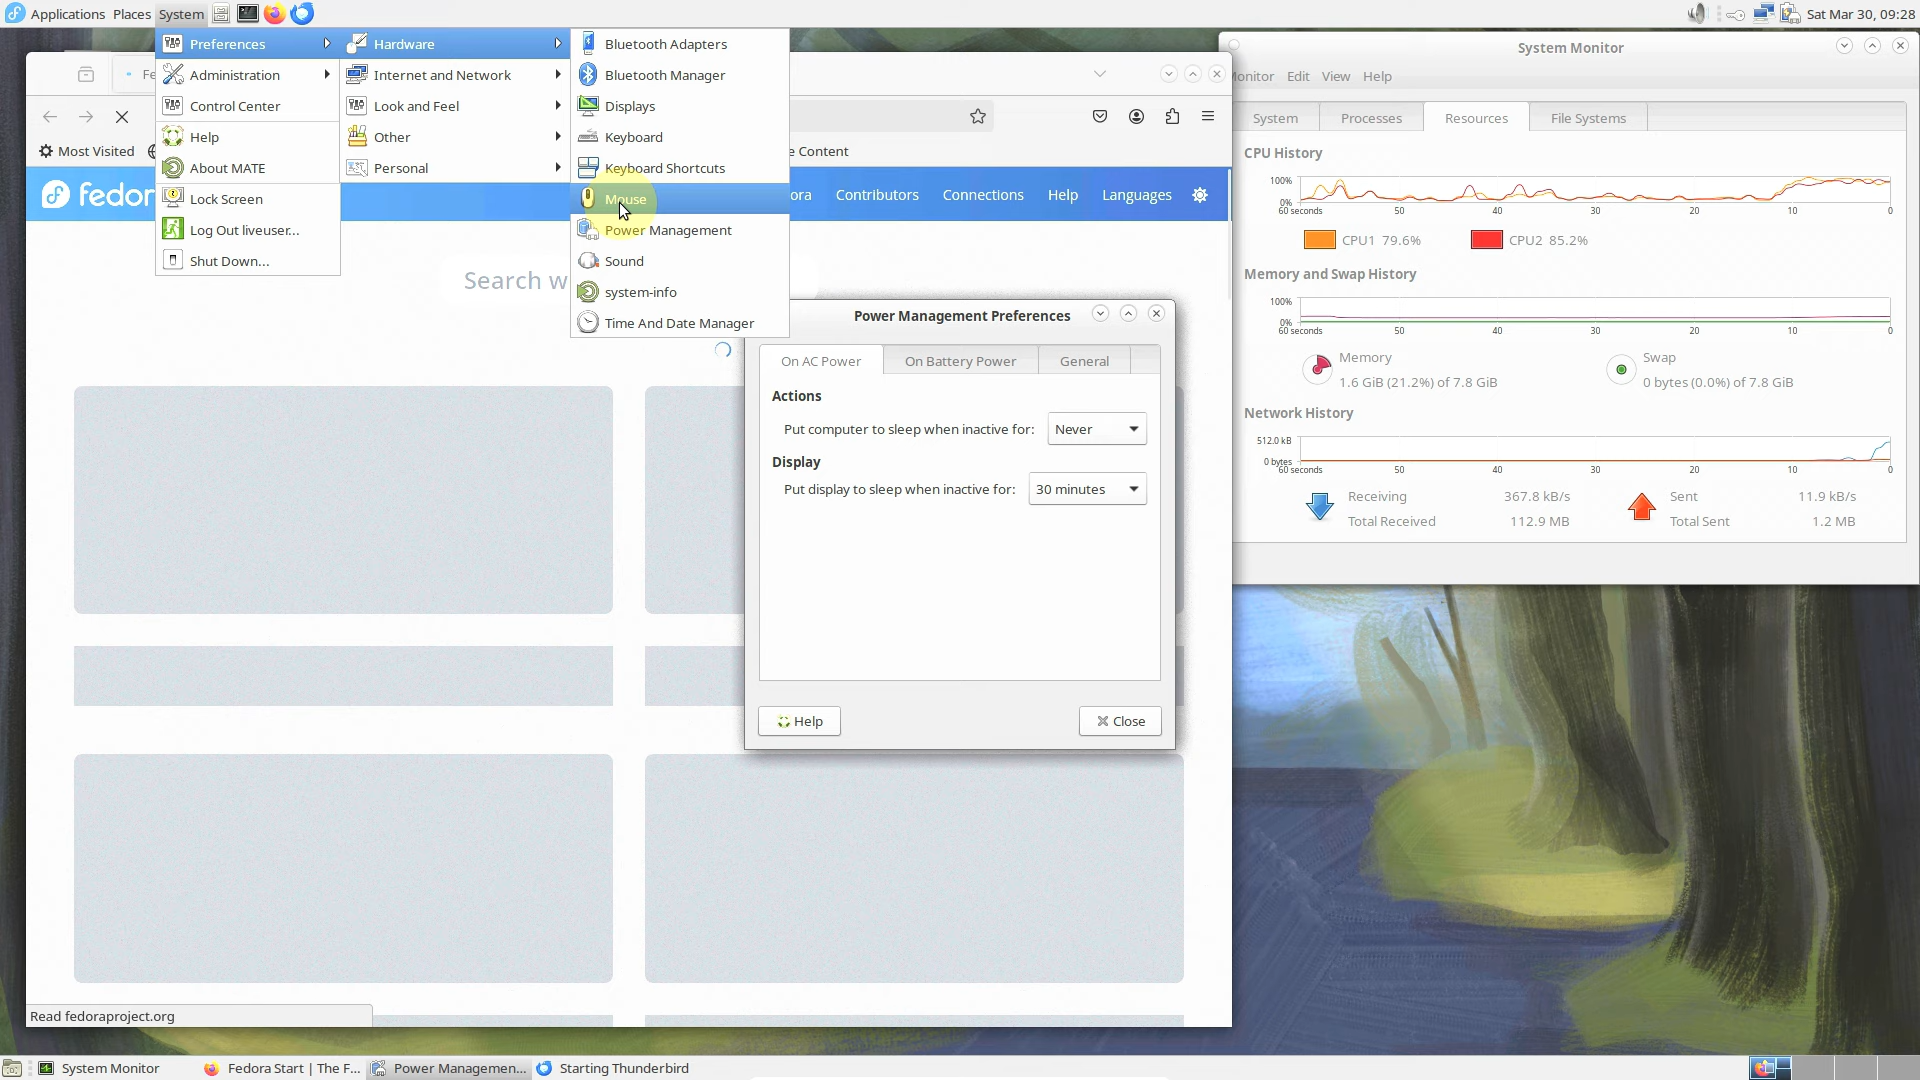 Applications Places System
Sat Mar 30, 09:28
Preferences
Administration
Control Center
Help
About MATE
Lock Screen
Log Out liveuser...
Shut Down...
Hardware
Internet and Network
Look and Feel
Other
Personal
Bluetooth Adapters
Bluetooth Manager
Displays
Keyboard
Keyboard Shortcuts
Mouse
Power Management
Sound
system-info
Time And Date Manager
Fe
Most Visited
e Content
fedor
ora Contributors Connections Help Languages
Search w
Read fedoraproject.org
Power Management Preferences
On AC Power On Battery Power General
Actions
Put computer to sleep when inactive for: Never
Display
Put display to sleep when inactive for: 30 minutes
Help Close
System Monitor
onitor Edit View Help
System Processes Resources File Systems
CPU History
100%
0%
60 seconds 50 40 30 20 10 0
CPU1 79.6% CPU2 85.2%
Memory and Swap History
100%
0%
60 seconds 50 40 30 20 10 0
Memory
1.6 GiB (21.2%) of 7.8 GiB
Swap
0 bytes (0.0%) of 7.8 GiB
Network History
512.0 kB
0 bytes
60 seconds 50 40 30 20 10 0
Receiving 367.8 kB/s
Total Received 112.9 MB
Sent 11.9 kB/s
Total Sent 1.2 MB
System Monitor Fedora Start | The F... Power Managemen... Starting Thunderbird